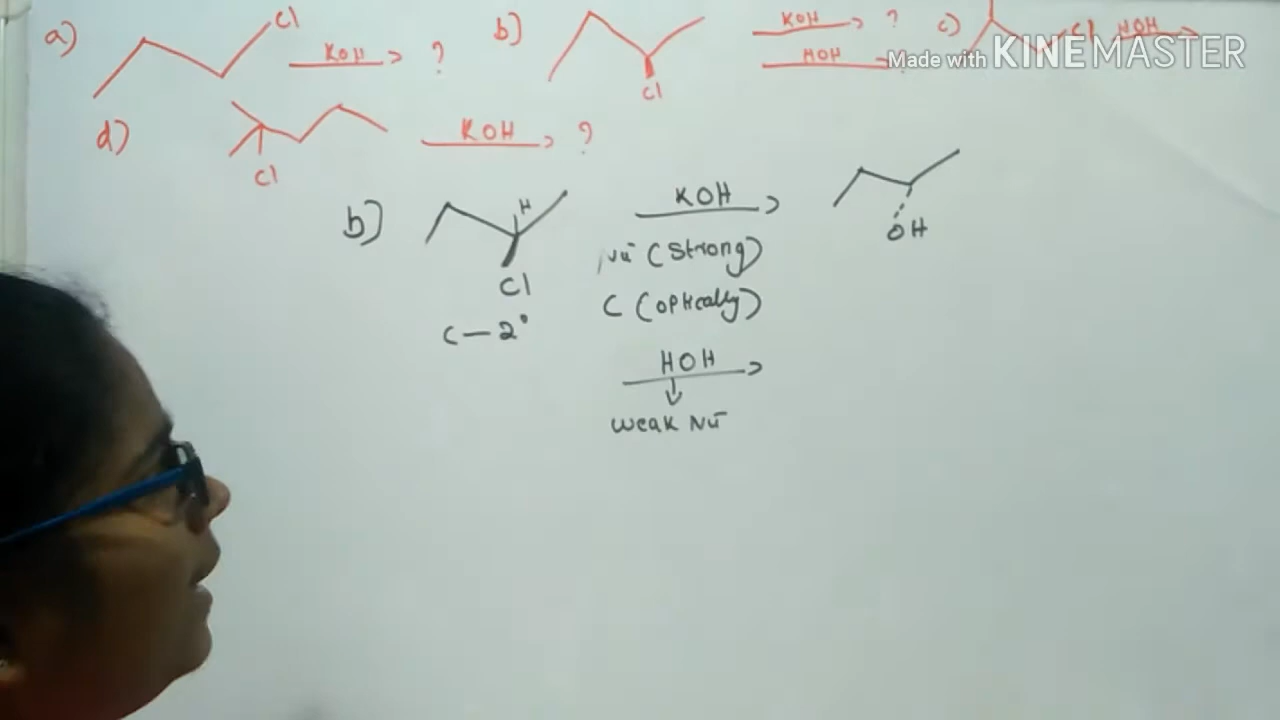 a) Cl KOH ? b) Cl KOH ? HOH ? c) Cl HOH
Made with KINEMASTER
d) Cl KOH ?
b) H Cl KOH OH
Nu (Strong)
C (optically)
C-2°
HOH
weak Nu